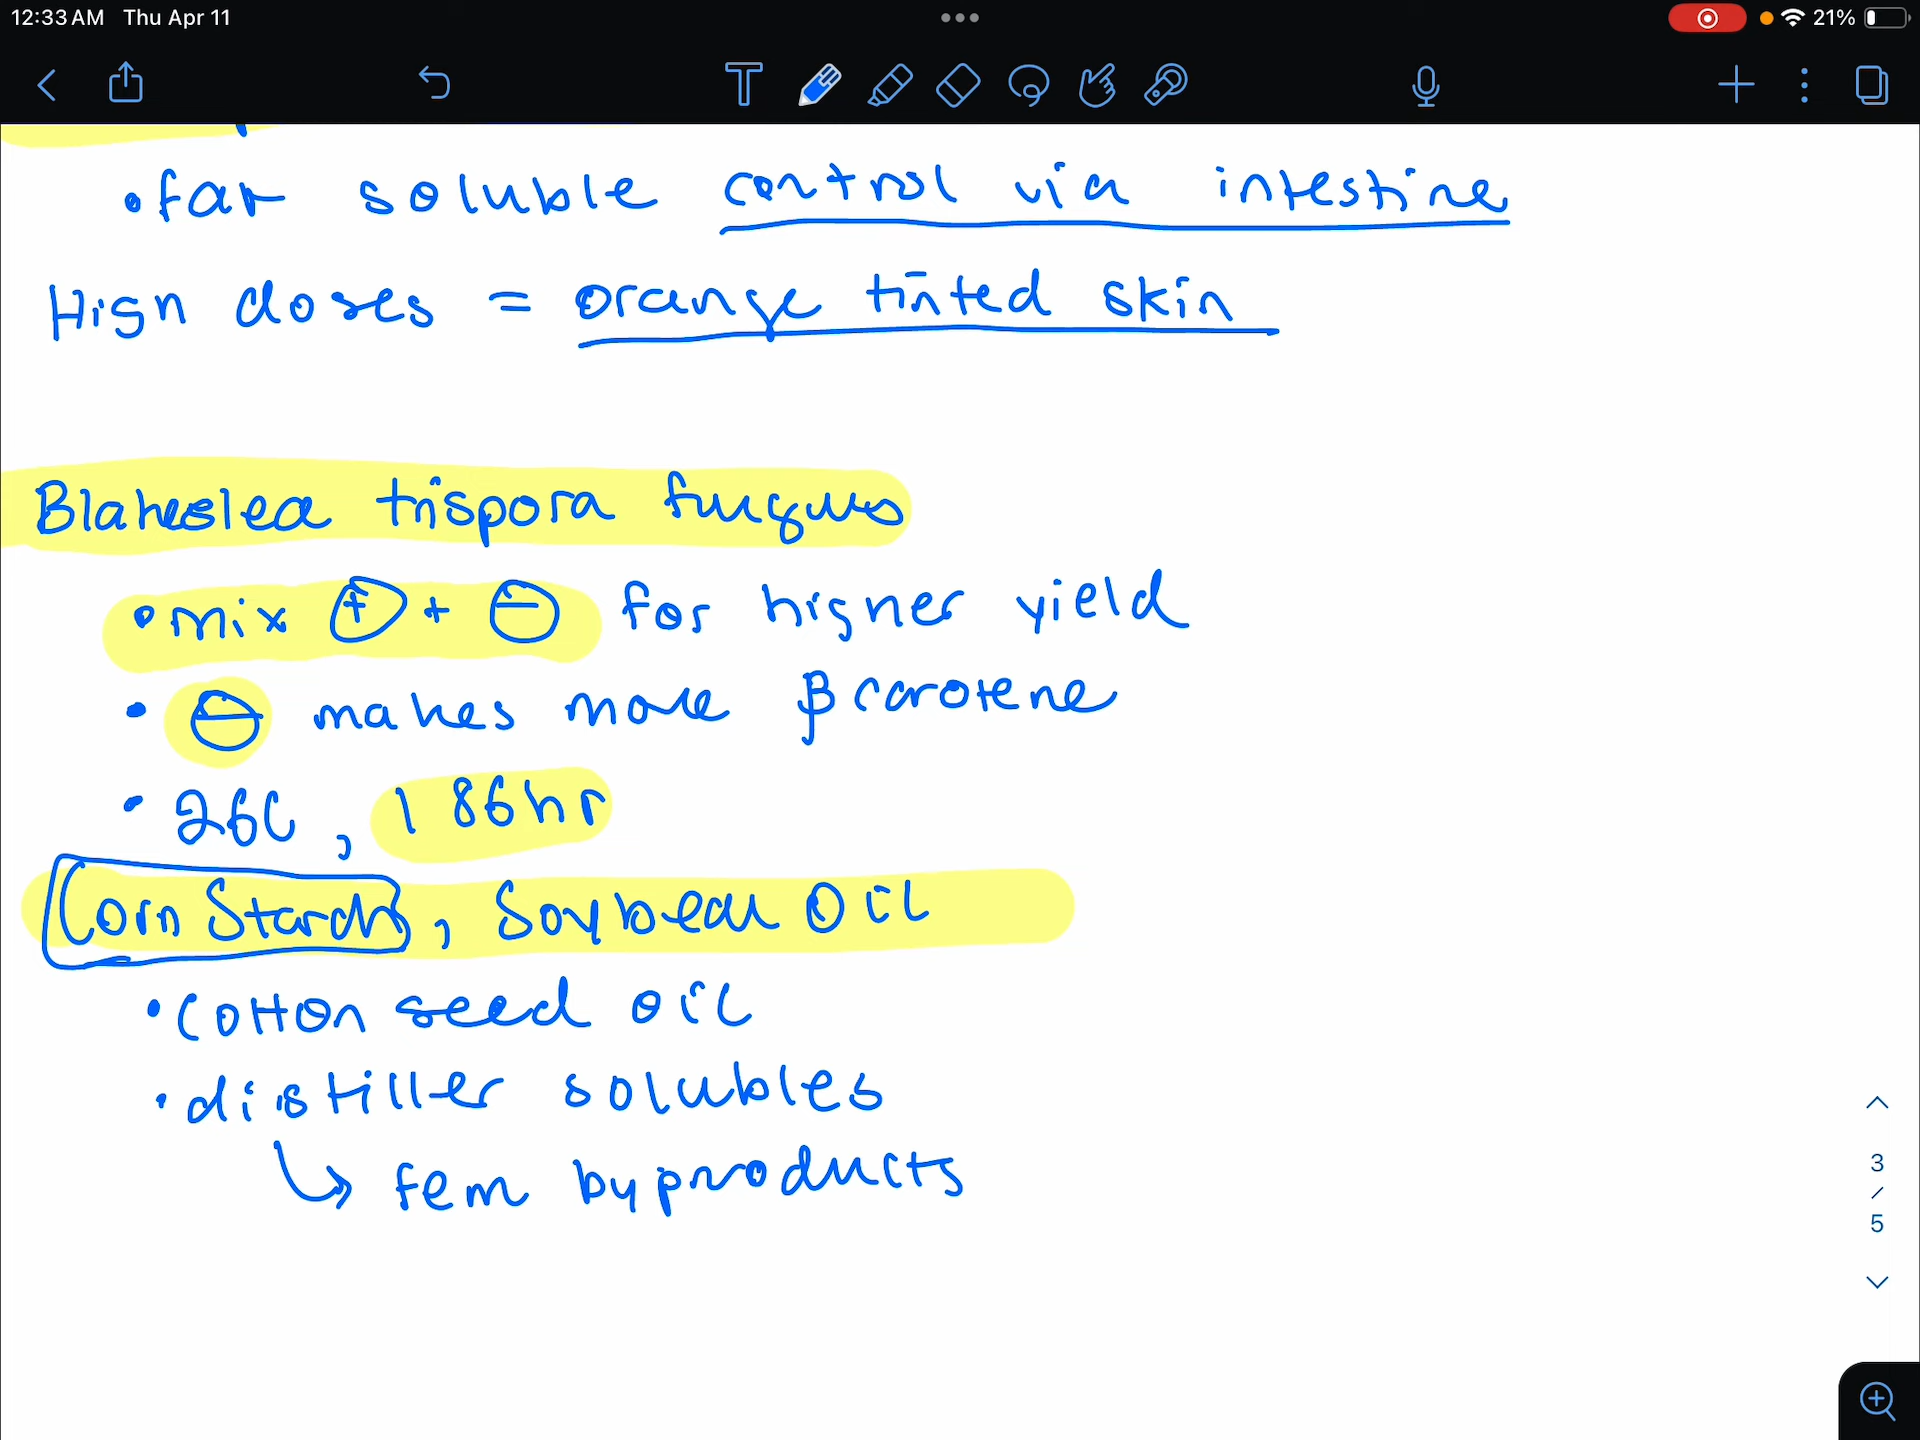 12:33 AM Thu Apr 11
21%
• fat soluble control via intestine
High doses = orange tinted skin
Blakeslea trispora fungus
• mix ⊕ + ⊖ for higher yield
• ⊖ makes more β carotene
• 26C, 186hr
Corn Starch, Soybean Oil
• cotton seed oil
• distiller solubles
↳ fem byproducts
3
/
5